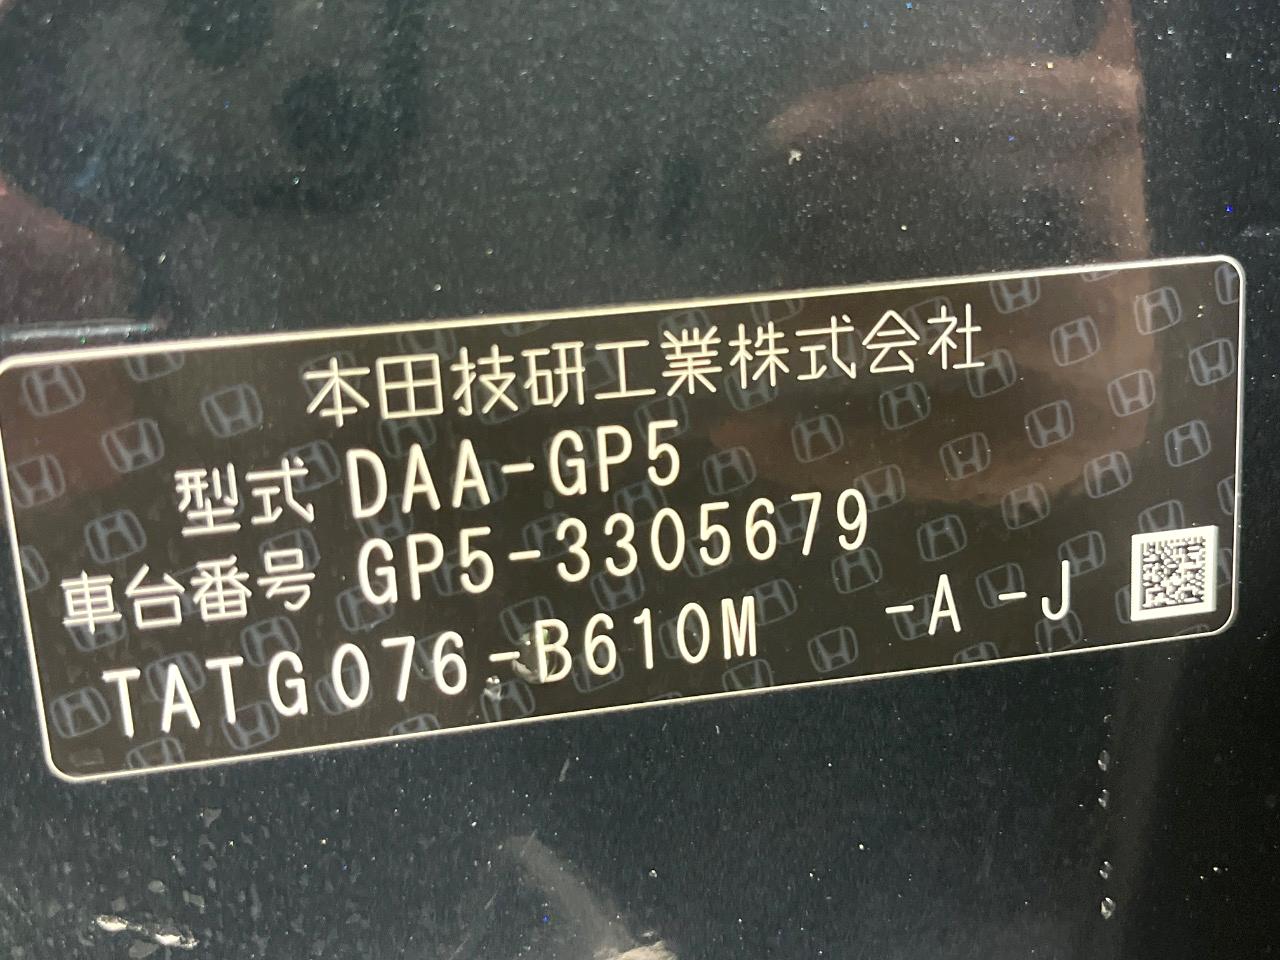 本田技研工業株式会社
型式 DAA-GP5
車台番号 GP5-3305679
TATG076-B610M -A -J